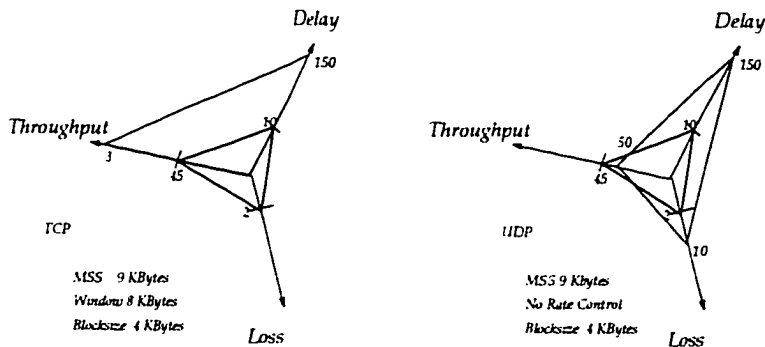 Delay
150
10
Throughput
3
45
2
TCP
MSS 9 KBytes
Window 8 KBytes
Blocksize 4 KBytes
Loss
Delay
150
10
50
Throughput
45
2
10
UDP
MSS 9 Kbytes
No Rate Control
Blocksize 4 KBytes
Loss